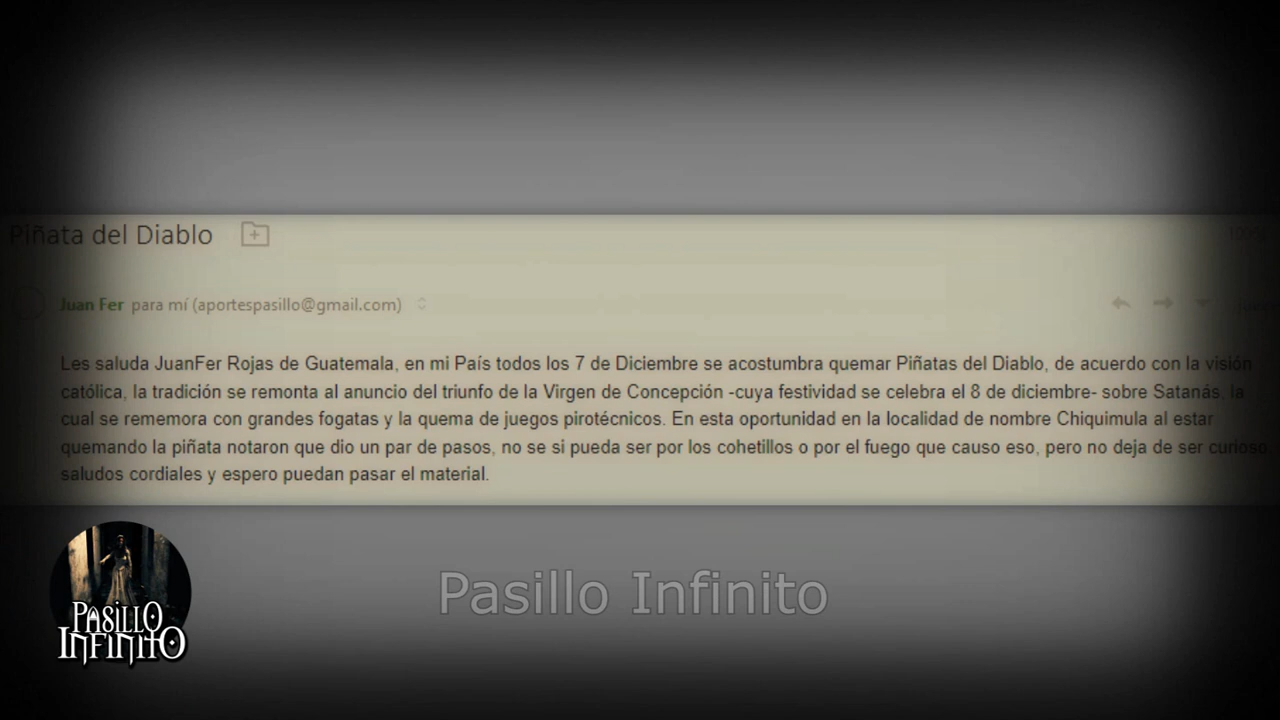 Piñata del Diablo
100%
Juan Fer para mí (aportespasillo@gmail.com)
Les saluda JuanFer Rojas de Guatemala, en mi País todos los 7 de Diciembre se acostumbra quemar Piñatas del Diablo, de acuerdo con la visión
católica, la tradición se remonta al anuncio del triunfo de la Virgen de Concepción -cuya festividad se celebra el 8 de diciembre- sobre Satanás, la
cual se rememora con grandes fogatas y la quema de juegos pirotécnicos. En esta oportunidad en la localidad de nombre Chiquimula al estar
quemando la piñata notaron que dio un par de pasos, no se si pueda ser por los cohetillos o por el fuego que causo eso, pero no deja de ser curioso,
saludos cordiales y espero puedan pasar el material.
PASILLO
INFINITO
Pasillo Infinito